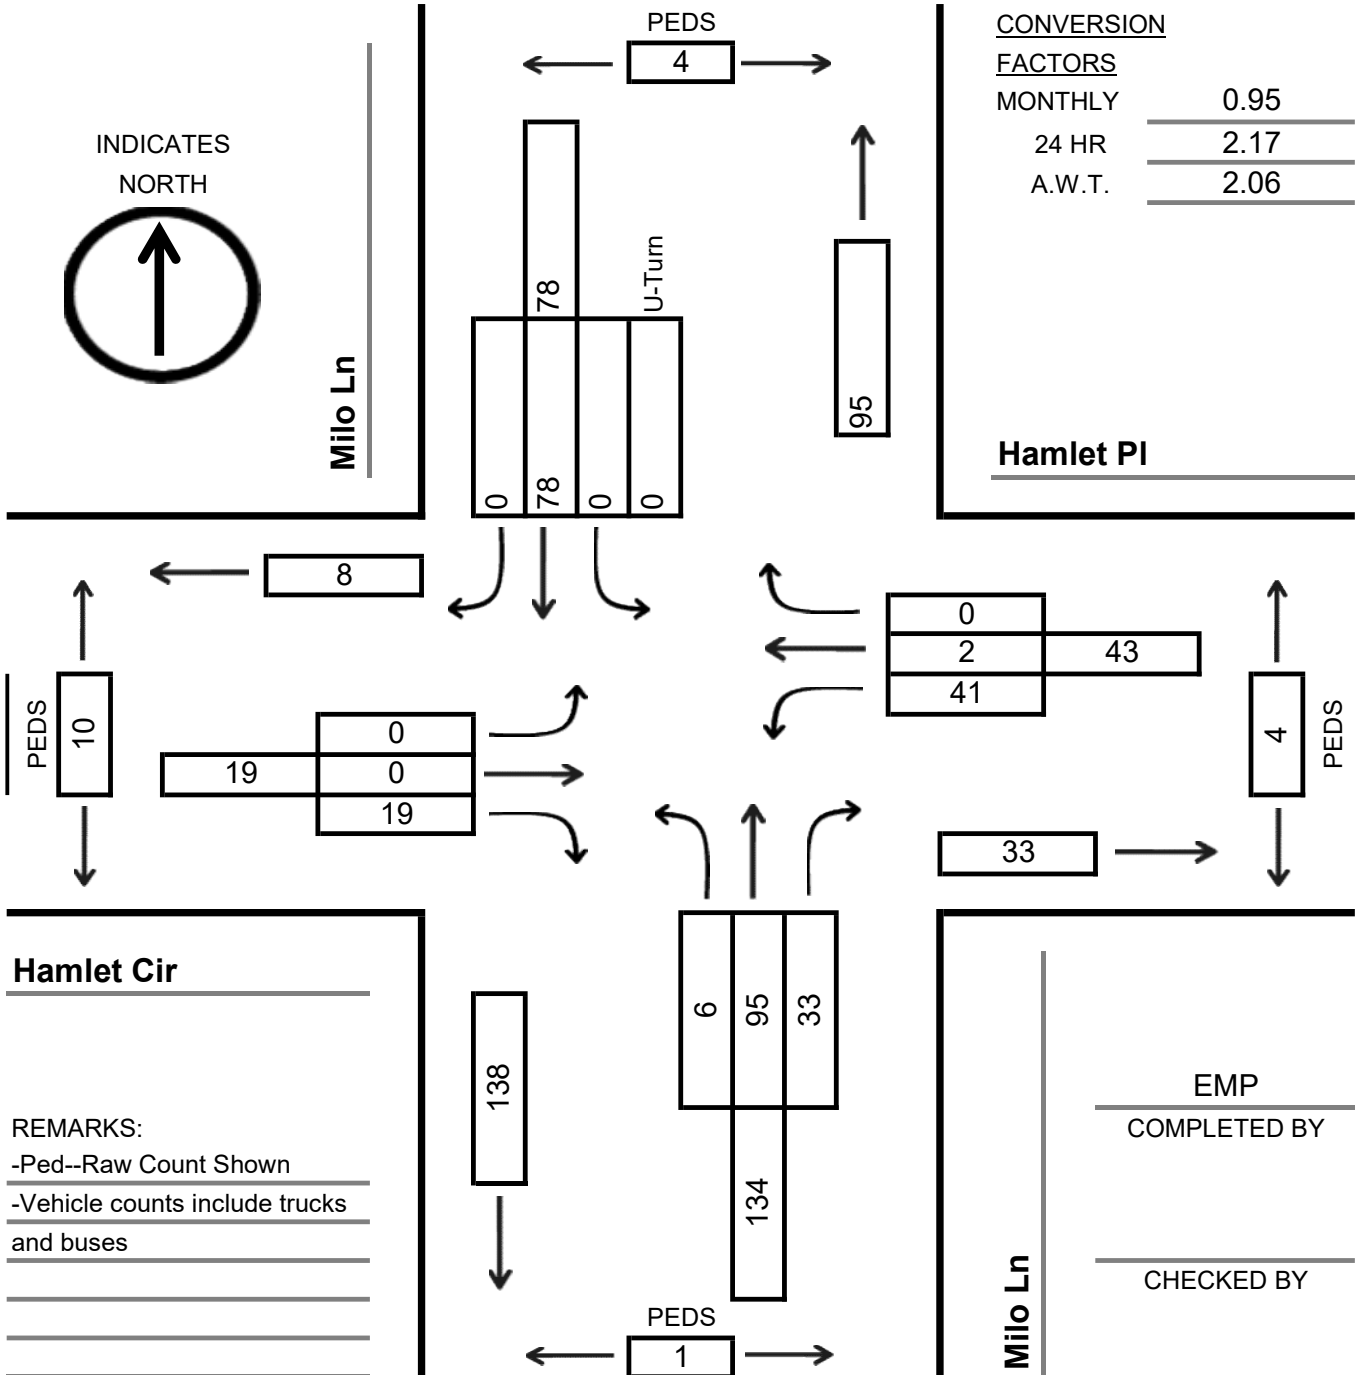 PEDS
4
CONVERSION
FACTORS
MONTHLY 0.95
24 HR 2.17
A.W.T. 2.06
INDICATES
NORTH
Milo Ln
78
U-Turn
0 78 0 0
95
Hamlet Pl
8
0
2 43
41
PEDS
10
0
19 0
19
4
PEDS
33
Hamlet Cir
6 95 33
134
138
REMARKS:
-Ped--Raw Count Shown
-Vehicle counts include trucks
and buses
EMP
COMPLETED BY
CHECKED BY
Milo Ln
PEDS
1